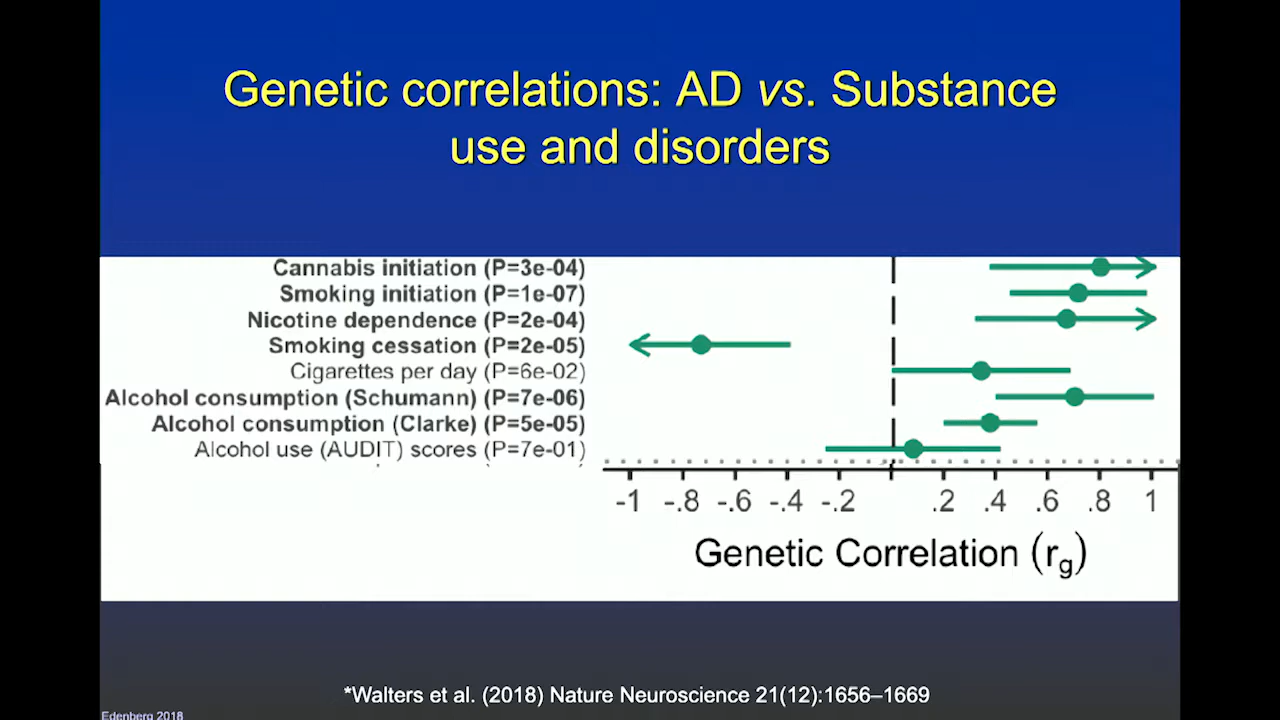 Genetic correlations: AD vs. Substance
use and disorders
Cannabis initiation (P=3e-04)
Smoking initiation (P=1e-07)
Nicotine dependence (P=2e-04)
Smoking cessation (P=2e-05)
Cigarettes per day (P=6e-02)
Alcohol consumption (Schumann) (P=7e-06)
Alcohol consumption (Clarke) (P=5e-05)
Alcohol use (AUDIT) scores (P=7e-01)
-1 -.8 -.6 -.4 -.2 .2 .4 .6 .8 1
Genetic Correlation (rg)
*Walters et al. (2018) Nature Neuroscience 21(12):1656–1669
Edenberg 2018